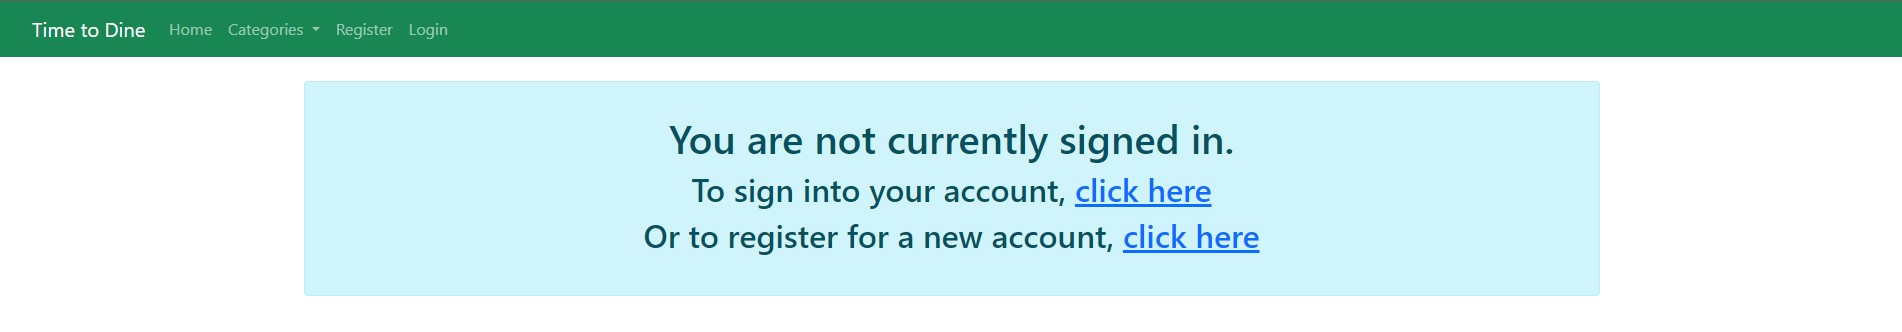 Time to Dine Home Categories Register Login
You are not currently signed in.
To sign into your account, click here
Or to register for a new account, click here